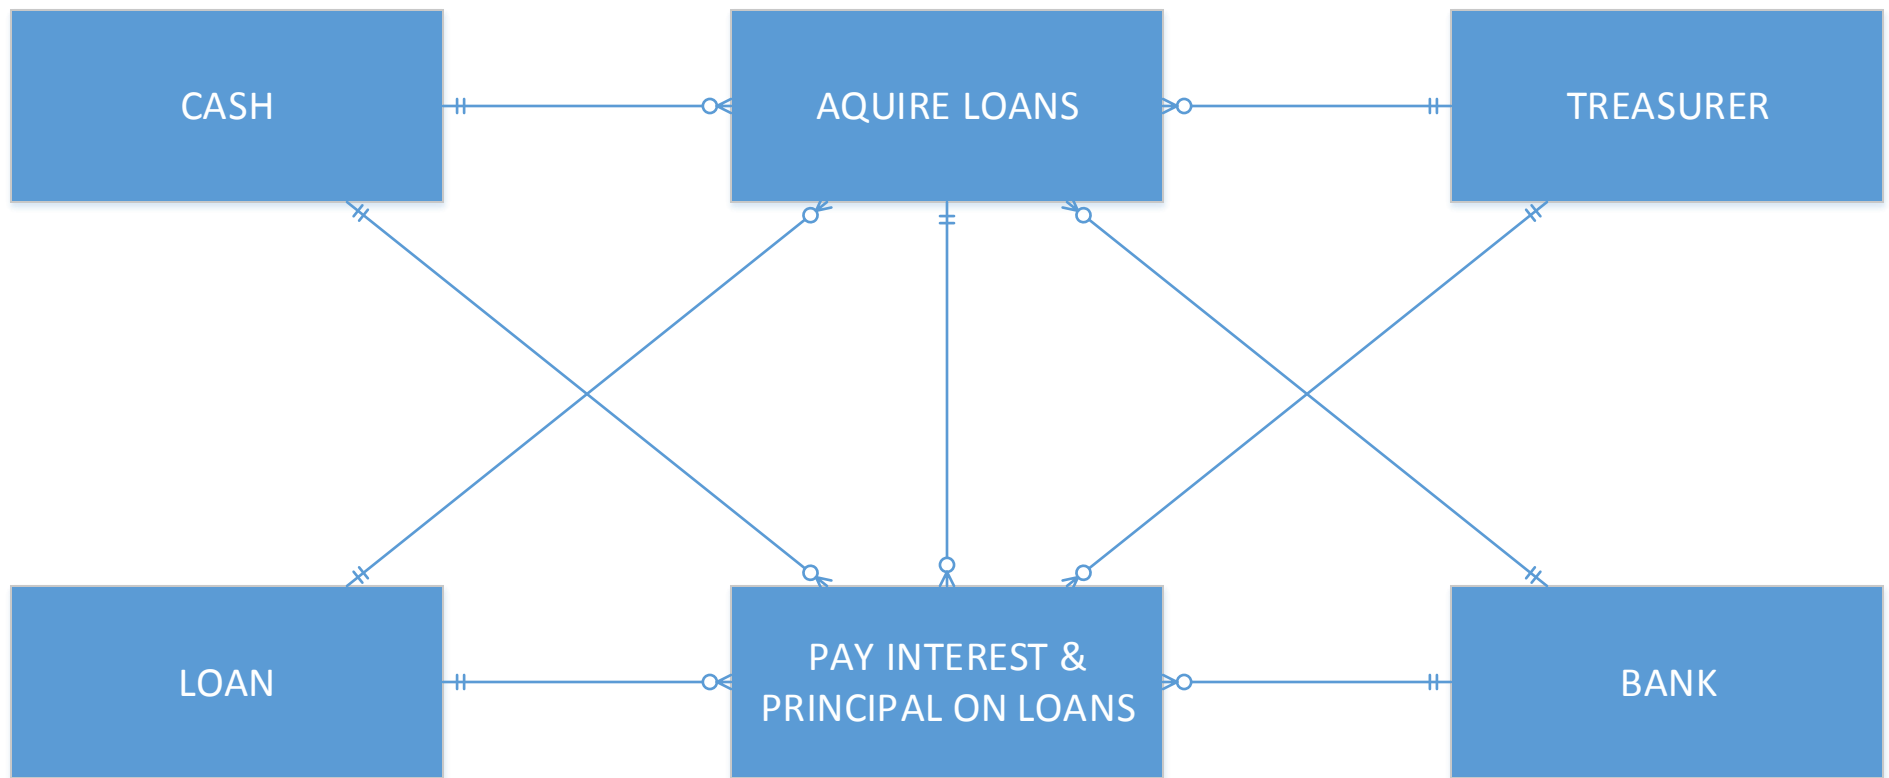 CASH
AQUIRE LOANS
TREASURER
LOAN
PAY INTEREST &
PRINCIPAL ON LOANS
BANK